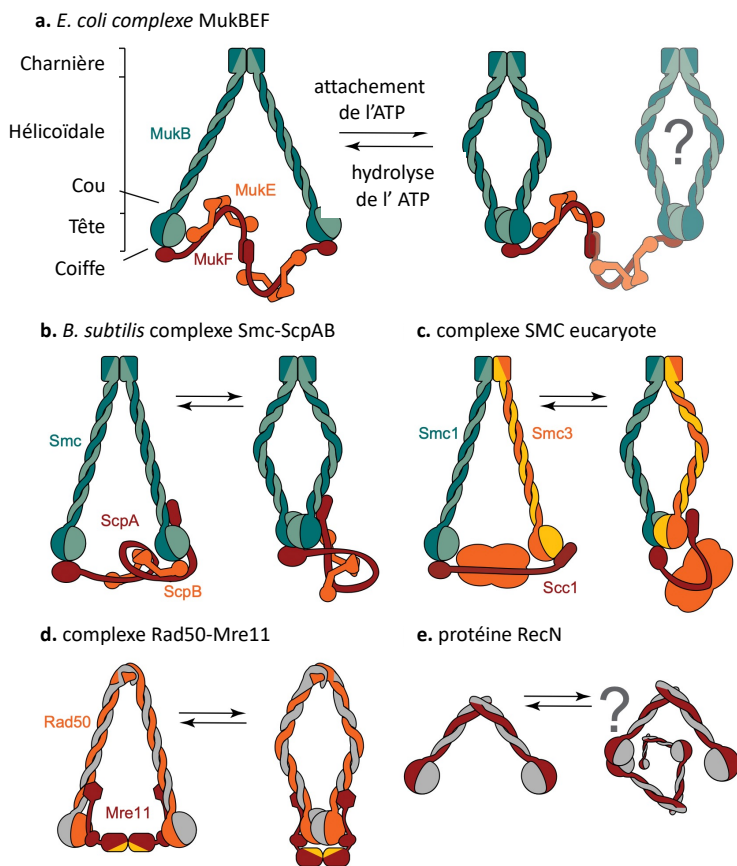 a. E. coli complexe MukBEF
Charnière
Hélicoïdale
Cou
Tête
Coiffe
MukB
MukE
MukF
attachement
de l'ATP
hydrolyse
de l' ATP
?
b. B. subtilis complexe Smc-ScpAB
Smc
ScpA
ScpB
c. complexe SMC eucaryote
Smc1
Smc3
Scc1
d. complexe Rad50-Mre11
Rad50
Mre11
e. protéine RecN
?